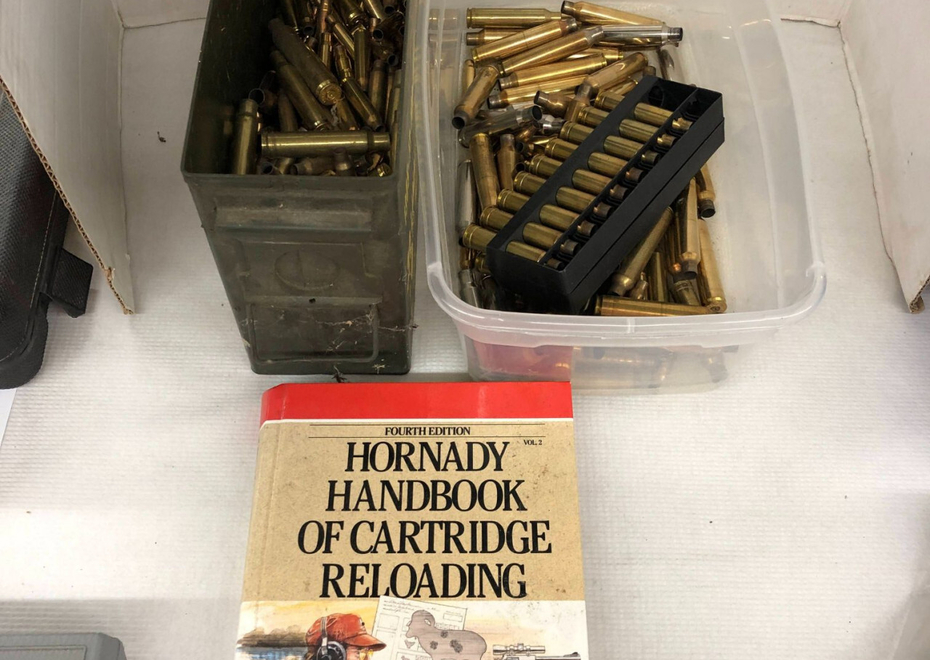 FOURTH EDITION
VOL. 2
HORNADY
HANDBOOK
OF CARTRIDGE
RELOADING